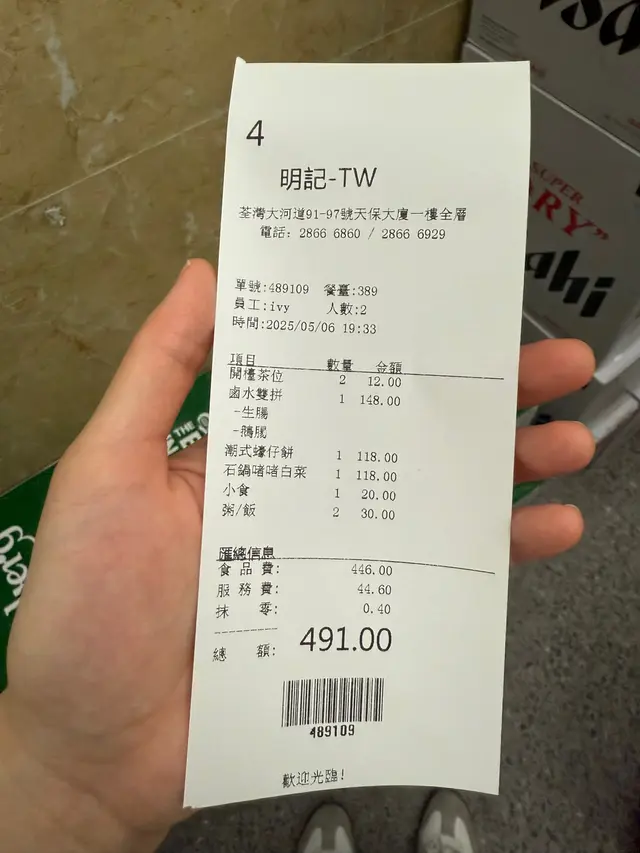 4
明記-TW
荃灣大河道91-97號天保大廈一樓全層
電話: 2866 6860 / 2866 6929
單號:489109 餐臺:389
員工:ivy 人數:2
時間:2025/05/06 19:33
項目 數量 金額
開檯茶位 2 12.00
鹵水雙拼 1 148.00
-生腸
-鵝腸
潮式蠔仔餅 1 118.00
石鍋啫啫白菜 1 118.00
小食 1 20.00
粥/飯 2 30.00
匯總信息
食品費: 446.00
服務費: 44.60
抹零: 0.40
總額: 491.00
489109
歡迎光臨!
SUPER
DRY"
THE